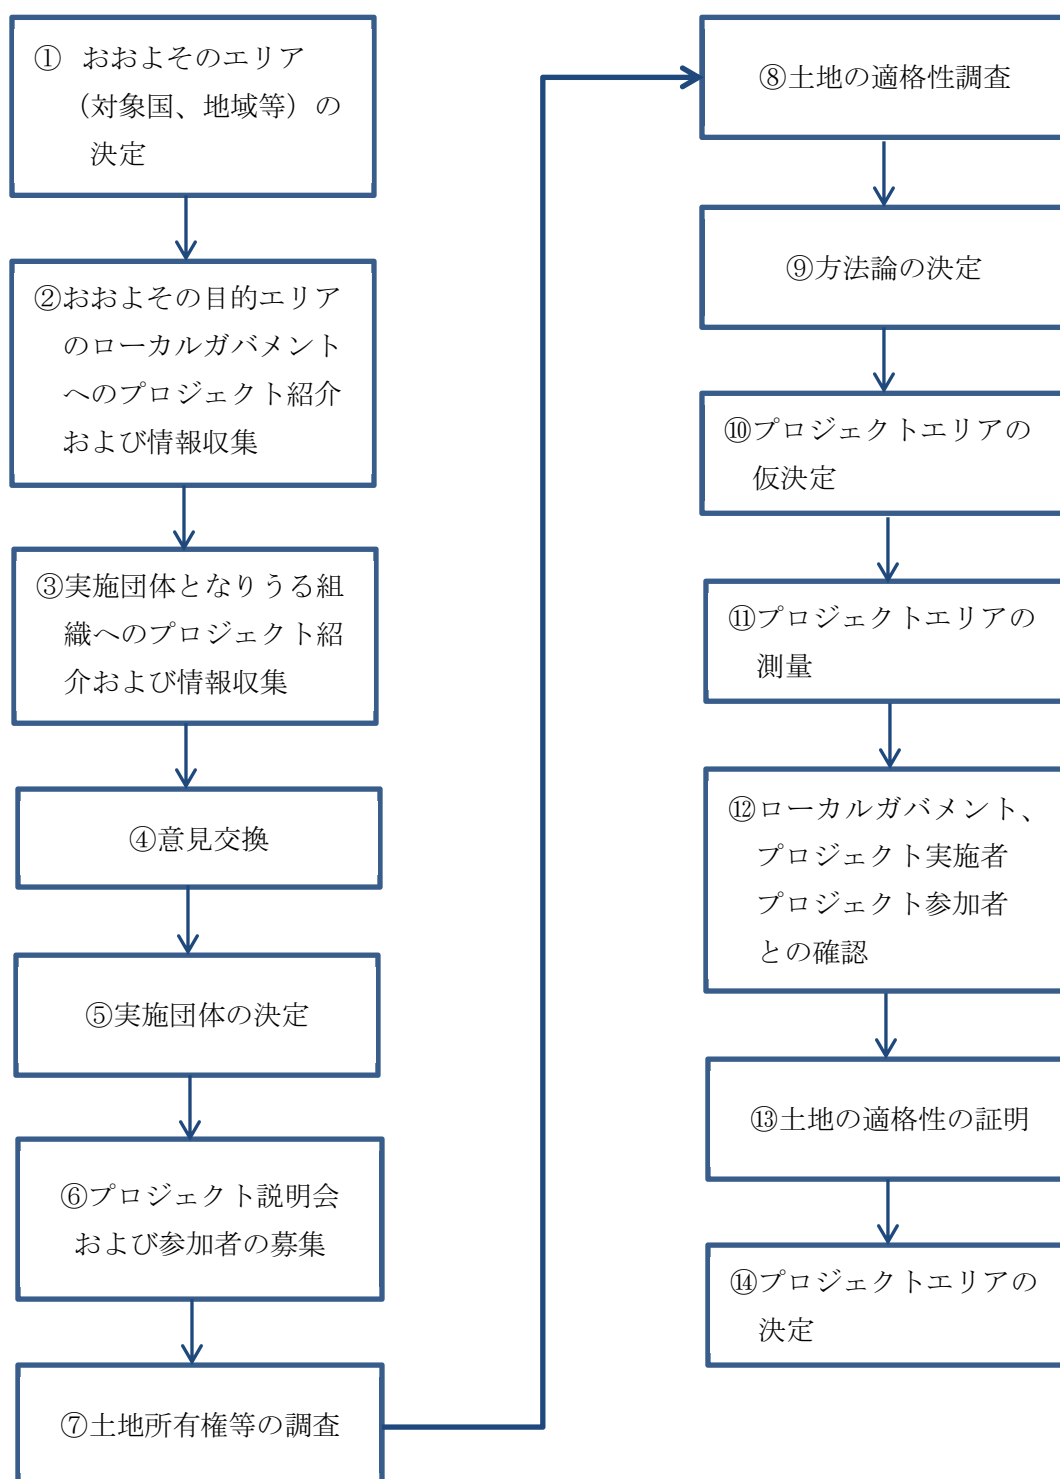 ① おおよそのエリア
（対象国、地域等）の
決定
②おおよその目的エリア
のローカルガバメント
へのプロジェクト紹介
および情報収集
③実施団体となりうる組
織へのプロジェクト紹
介および情報収集
④意見交換
⑤実施団体の決定
⑥プロジェクト説明会
および参加者の募集
⑦土地所有権等の調査
⑧土地の適格性調査
⑨方法論の決定
⑩プロジェクトエリアの
仮決定
⑪プロジェクトエリアの
測量
⑫ローカルガバメント、
プロジェクト実施者
プロジェクト参加者
との確認
⑬土地の適格性の証明
⑭プロジェクトエリアの
決定